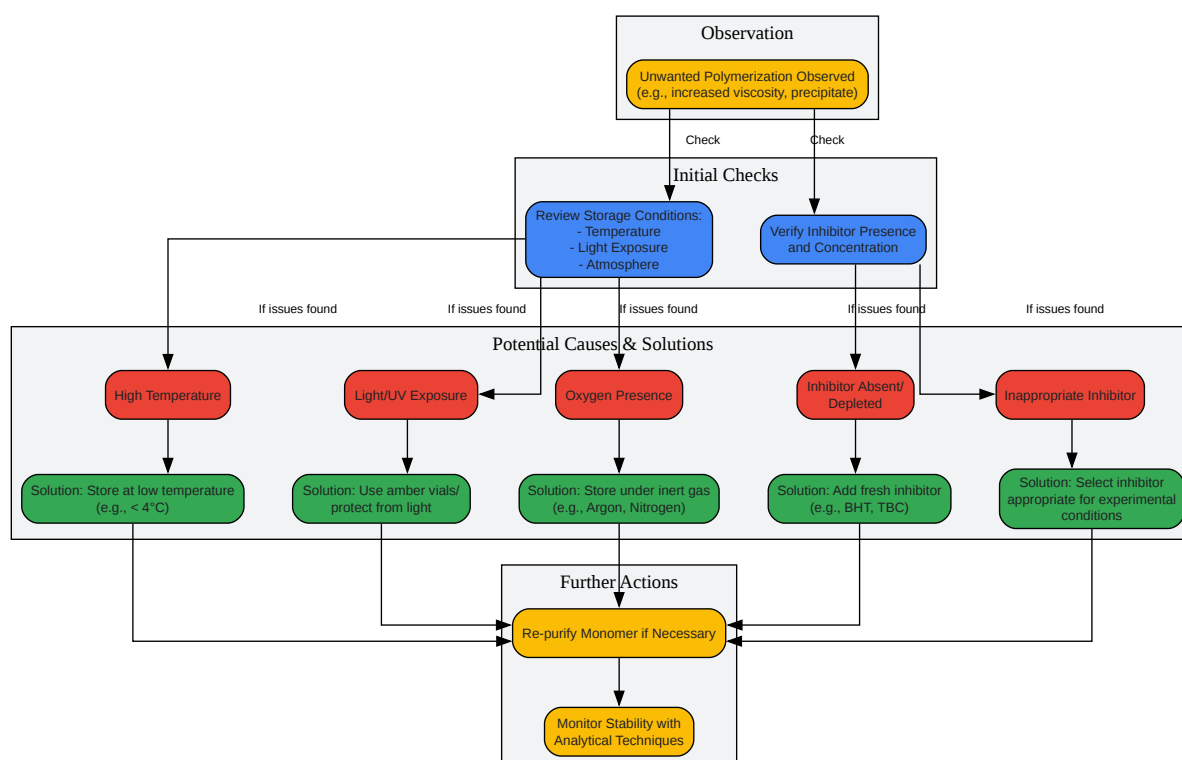 Observation
Unwanted Polymerization Observed
(e.g., increased viscosity, precipitate)
Check
Check
Initial Checks
Review Storage Conditions:
- Temperature
- Light Exposure
- Atmosphere
Verify Inhibitor Presence
and Concentration
If issues found
If issues found
If issues found
If issues found
If issues found
Potential Causes & Solutions
High Temperature
Light/UV Exposure
Oxygen Presence
Inhibitor Absent/
Depleted
Inappropriate Inhibitor
Solution: Store at low temperature
(e.g., < 4°C)
Solution: Use amber vials/
protect from light
Solution: Store under inert gas
(e.g., Argon, Nitrogen)
Solution: Add fresh inhibitor
(e.g., BHT, TBC)
Solution: Select inhibitor
appropriate for experimental
conditions
Further Actions
Re-purify Monomer if Necessary
Monitor Stability with
Analytical Techniques